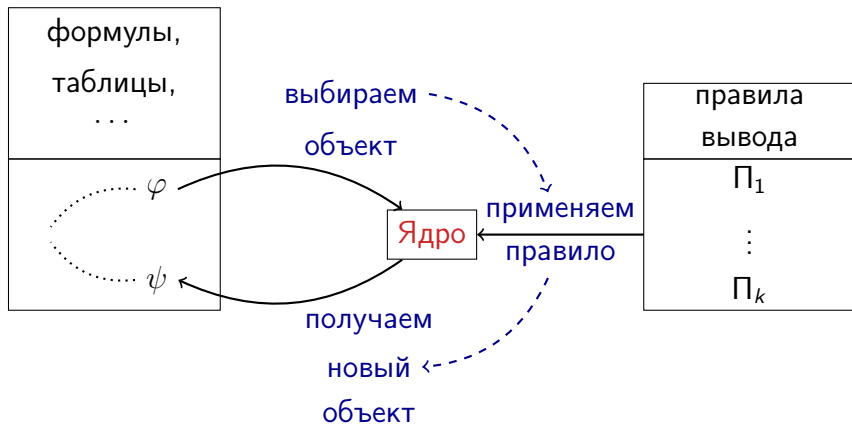 формулы,
таблицы,
...
φ
ψ
выбираем
объект
Ядро
получаем
новый
объект
применяем
правило
правила
вывода
Π₁
⋮
Πₖ